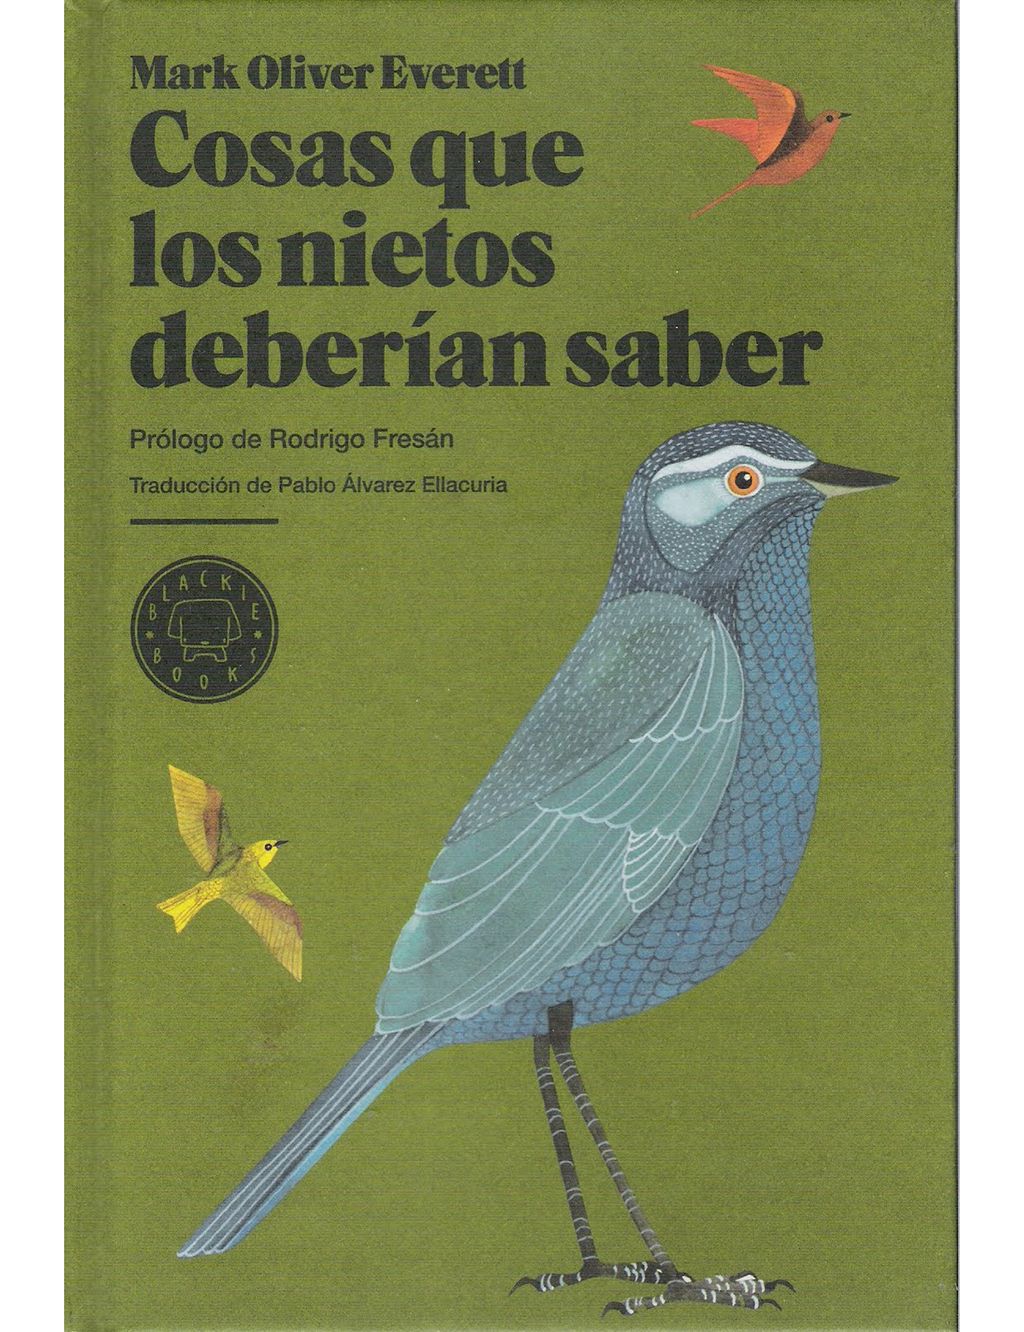 Mark Oliver Everett
Cosas que
los nietos
deberían saber
Prólogo de Rodrigo Fresán
Traducción de Pablo Álvarez Ellacuria
BLACKIE
BOOKS